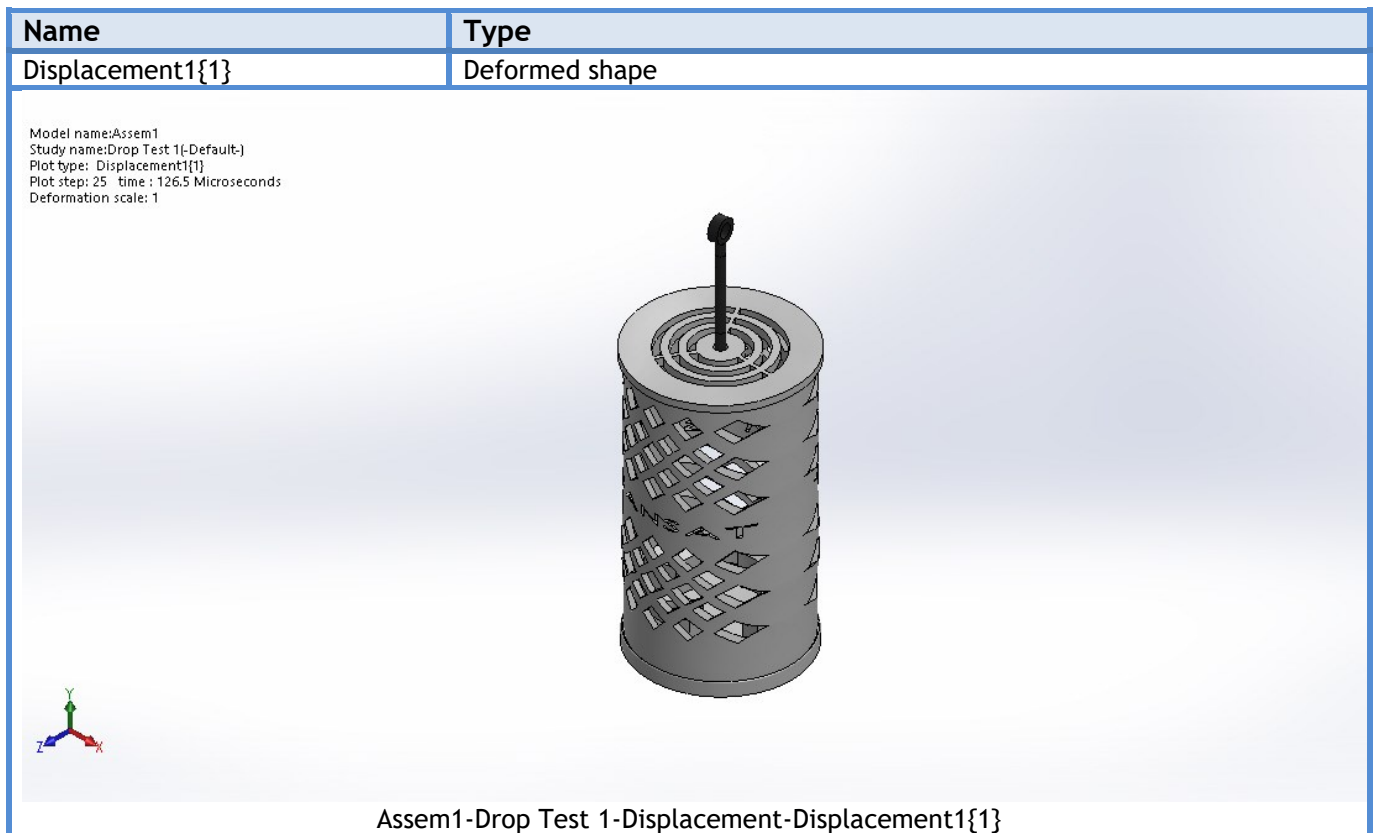 Name Type
Displacement1{1} Deformed shape
Model name:Assem1
Study name:Drop Test 1(-Default-)
Plot type: Displacement1{1}
Plot step: 25 time : 126.5 Microseconds
Deformation scale: 1
ANSAT
Y
Z X
Assem1-Drop Test 1-Displacement-Displacement1{1}